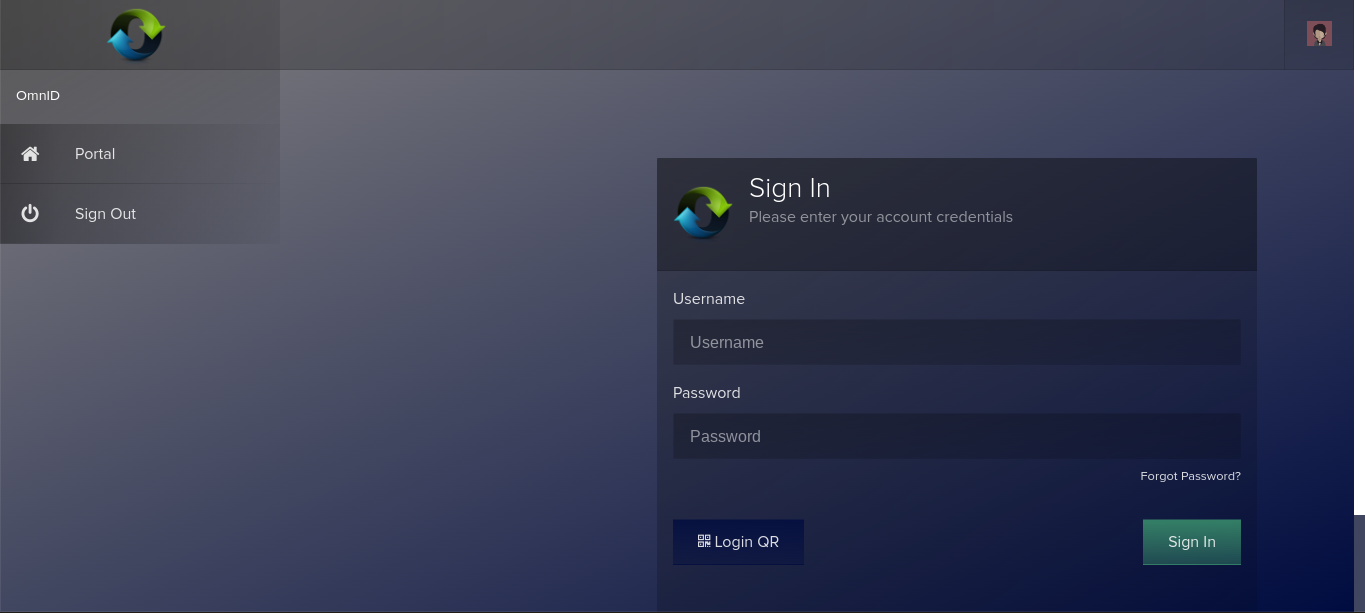 OmnID
Portal
Sign Out
Sign In
Please enter your account credentials
Username
Username
Password
Password
Forgot Password?
Login QR
Sign In